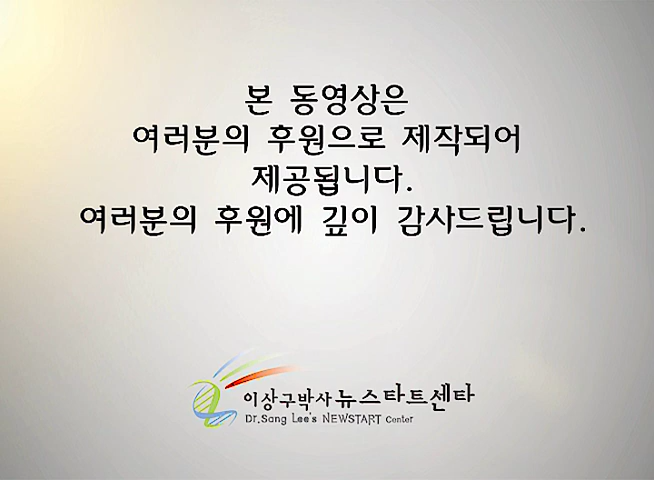 본 동영상은
여러분의 후원으로 제작되어
제공됩니다.
여러분의 후원에 깊이 감사드립니다.
이상구박사 뉴스타트센타
Dr.Sang Lee's NEWSTART Center